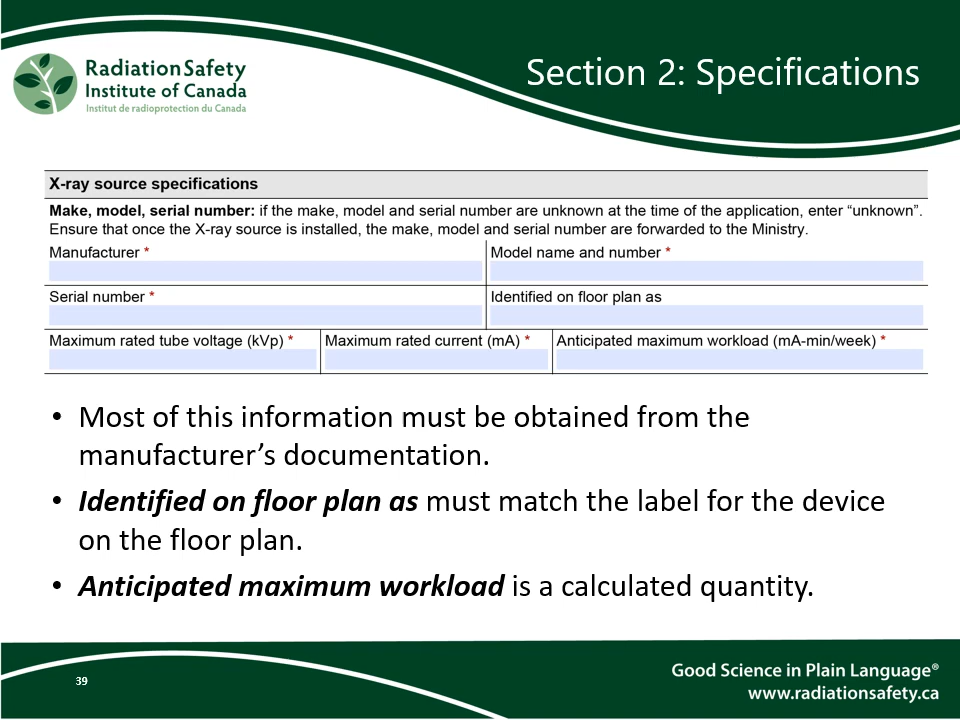 Radiation Safety
Institute of Canada
Institut de radioprotection du Canada
Section 2: Specifications
X-ray source specifications
Make, model, serial number: if the make, model and serial number are unknown at the time of the application, enter “unknown”.
Ensure that once the X-ray source is installed, the make, model and serial number are forwarded to the Ministry.
Manufacturer *
Model name and number *
Serial number *
Identified on floor plan as
Maximum rated tube voltage (kVp) *
Maximum rated current (mA) *
Anticipated maximum workload (mA-min/week) *
• Most of this information must be obtained from the
manufacturer’s documentation.
• Identified on floor plan as must match the label for the device
on the floor plan.
• Anticipated maximum workload is a calculated quantity.
39
Good Science in Plain Language®
www.radiationsafety.ca